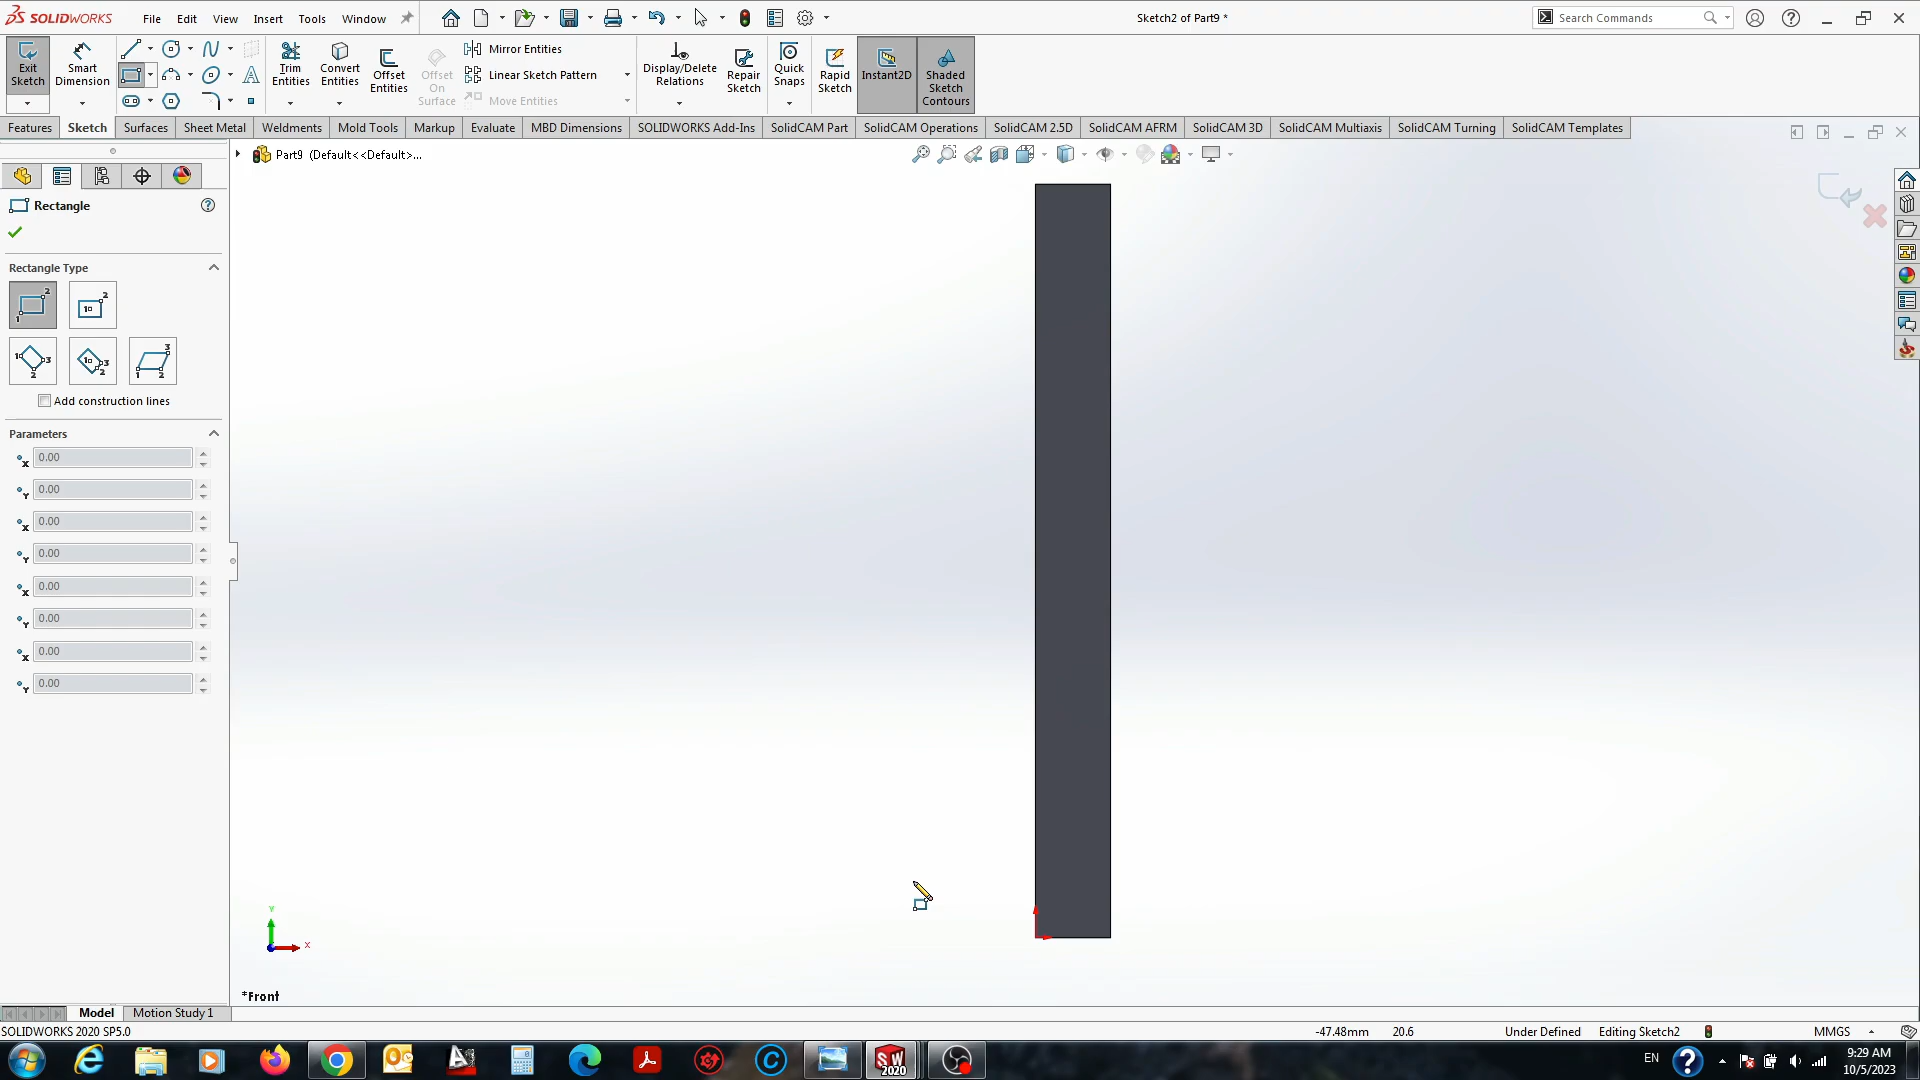 SOLIDWORKS File Edit View Insert Tools Window
Sketch2 of Part9 *
Search Commands
Exit Sketch
Smart Dimension
Trim Entities
Convert Entities
Offset Entities
Offset On Surface
Mirror Entities
Linear Sketch Pattern
Move Entities
Display/Delete Relations
Repair Sketch
Quick Snaps
Rapid Sketch
Instant2D
Shaded Sketch Contours
Features Sketch Surfaces Sheet Metal Weldments Mold Tools Markup Evaluate MBD Dimensions SOLIDWORKS Add-Ins SolidCAM Part SolidCAM Operations SolidCAM 2.5D SolidCAM AFRM SolidCAM 3D SolidCAM Multiaxis SolidCAM Turning SolidCAM Templates
Part9 (Default<<Default>...
Rectangle
Rectangle Type
Add construction lines
Parameters
x 0.00
Y 0.00
x 0.00
Y 0.00
x 0.00
Y 0.00
x 0.00
Y 0.00
Y
X
*Front
Model Motion Study 1
SOLIDWORKS 2020 SP5.0
-47.48mm 20.6 Under Defined Editing Sketch2 MMGS
SW 2020
EN
9:29 AM
10/5/2023